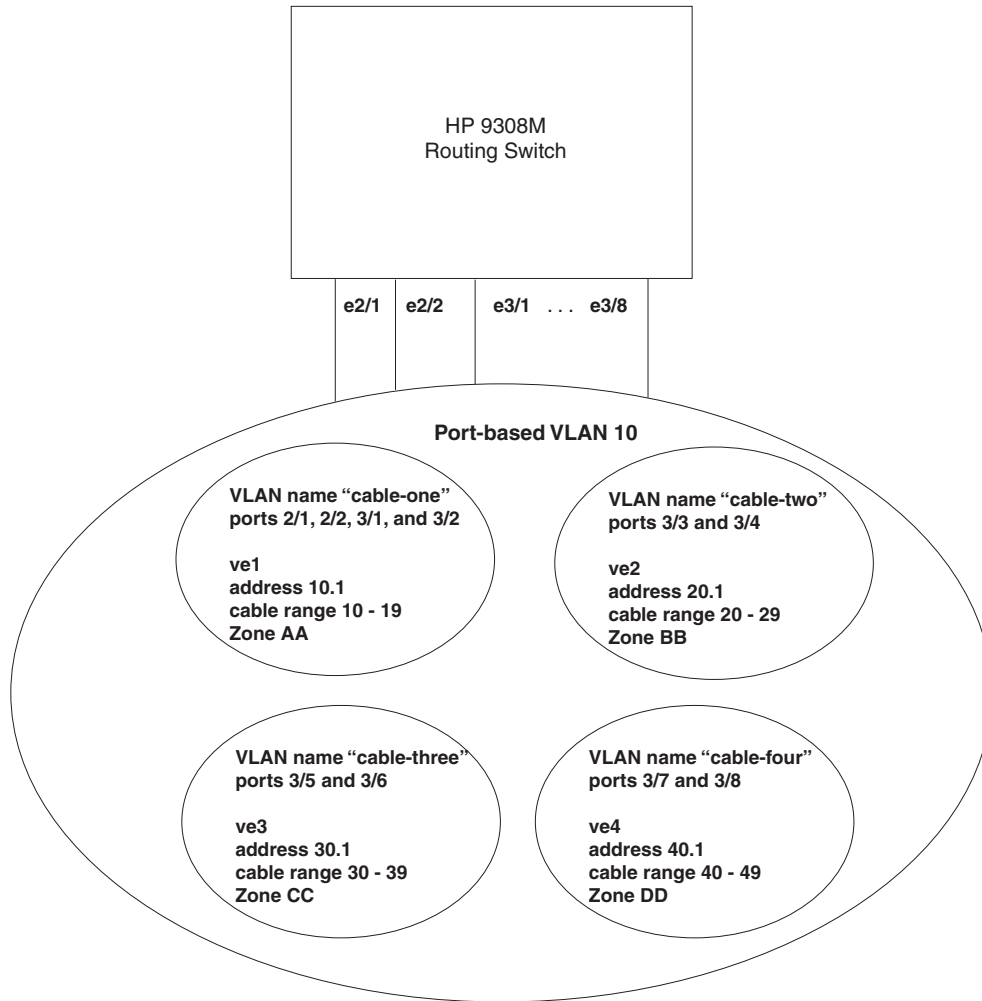 HP 9308M
Routing Switch
e2/1 e2/2 e3/1 . . . e3/8
Port-based VLAN 10
VLAN name “cable-one”
ports 2/1, 2/2, 3/1, and 3/2
ve1
address 10.1
cable range 10 - 19
Zone AA
VLAN name “cable-two”
ports 3/3 and 3/4
ve2
address 20.1
cable range 20 - 29
Zone BB
VLAN name “cable-three”
ports 3/5 and 3/6
ve3
address 30.1
cable range 30 - 39
Zone CC
VLAN name “cable-four”
ports 3/7 and 3/8
ve4
address 40.1
cable range 40 - 49
Zone DD